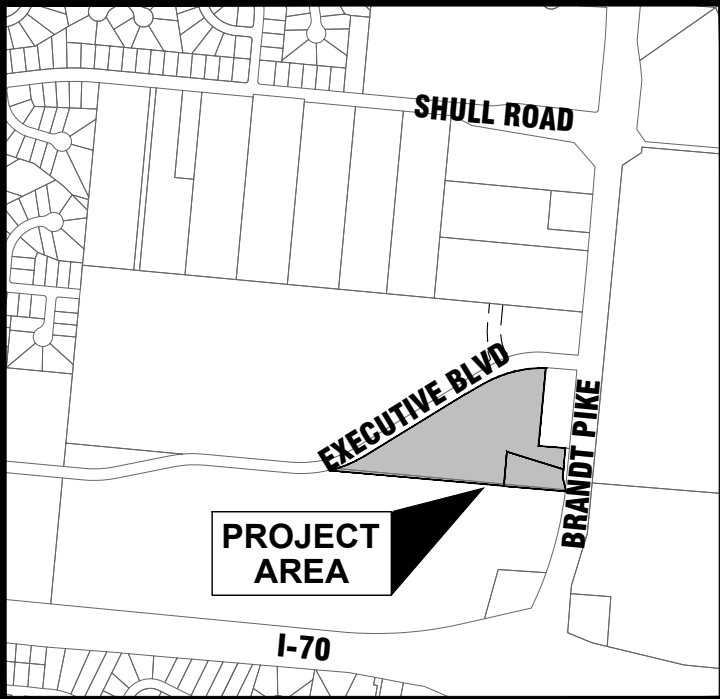 SHULL ROAD
EXECUTIVE BLVD
BRANDT PIKE
PROJECT
AREA
I-70